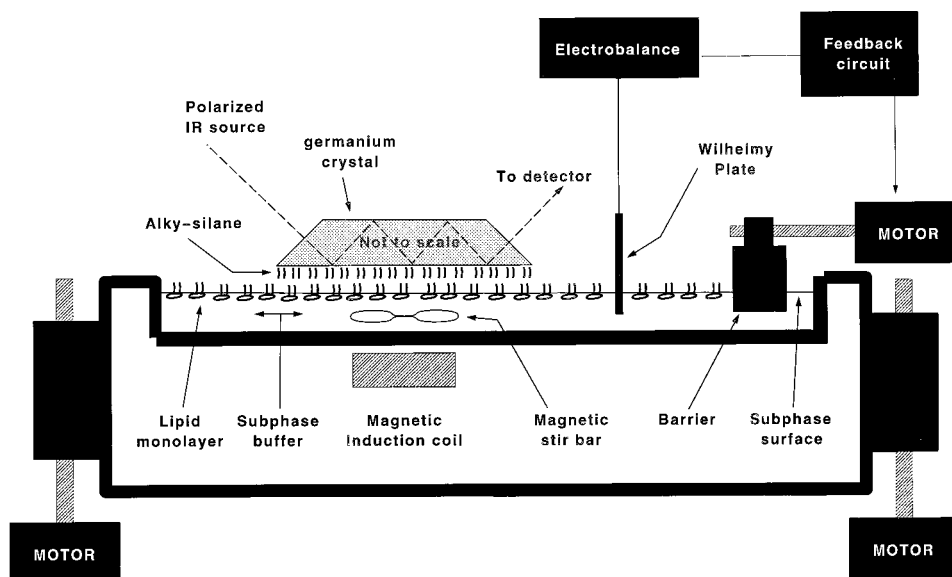 Electrobalance
Feedback
circuit
Polarized
IR source
germanium
crystal
Wilhelmy
Plate
To detector
Alky-silane
Not to scale
MOTOR
Lipid
monolayer
Subphase
buffer
Magnetic
Induction coil
Magnetic
stir bar
Barrier
Subphase
surface
MOTOR
MOTOR